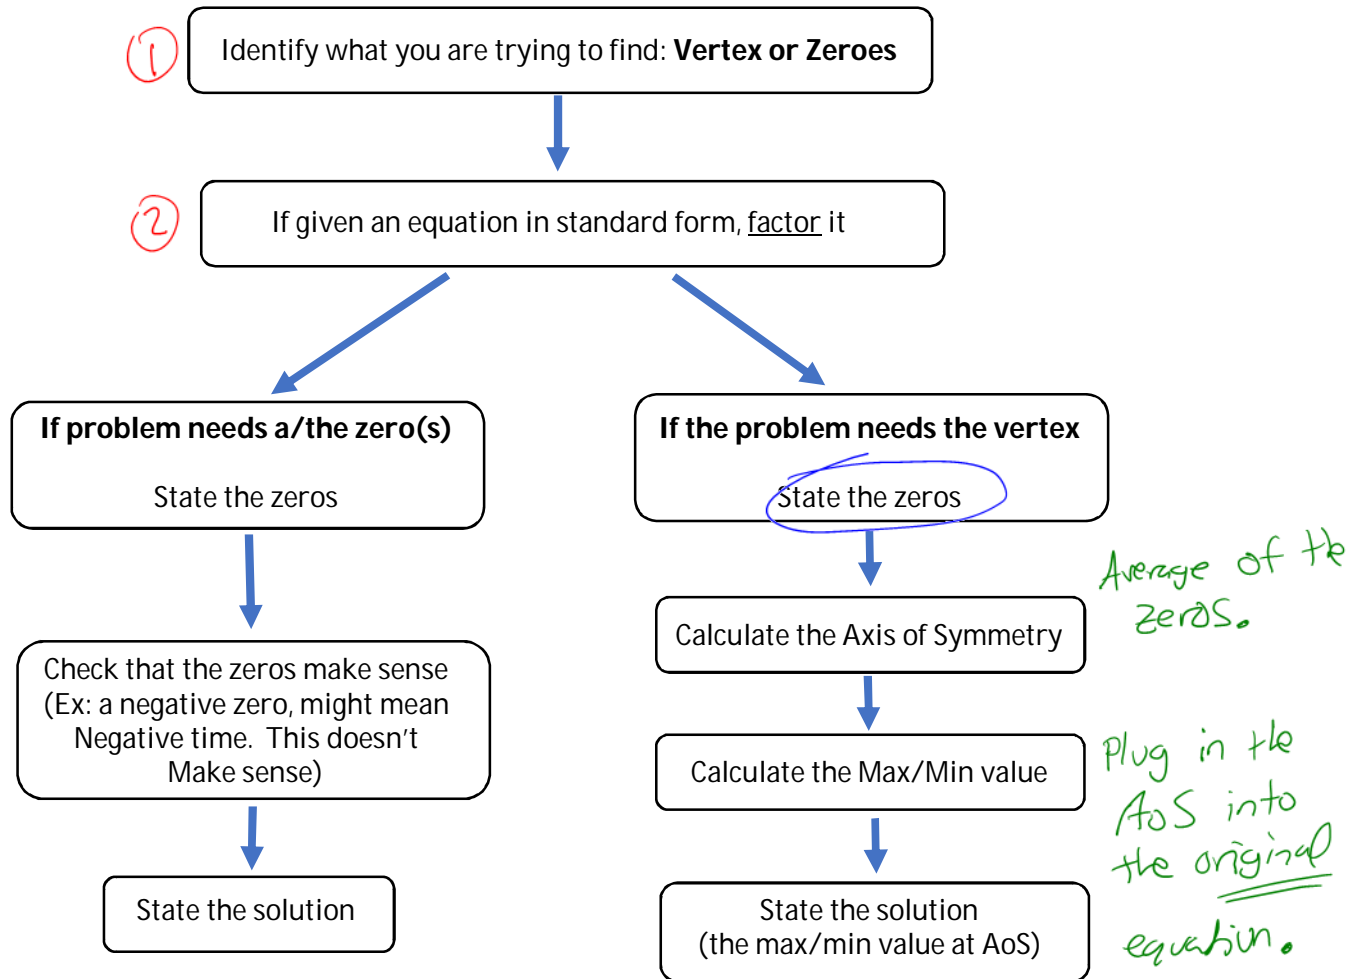 1
Identify what you are trying to find: Vertex or Zeroes
2
If given an equation in standard form, factor it
If problem needs a/the zero(s)
State the zeros
Check that the zeros make sense
(Ex: a negative zero, might mean
Negative time. This doesn't
Make sense)
State the solution
If the problem needs the vertex
State the zeros
Average of the
zeros.
Calculate the Axis of Symmetry
Calculate the Max/Min value
Plug in the
AoS into
the original
equation.
State the solution
(the max/min value at AoS)